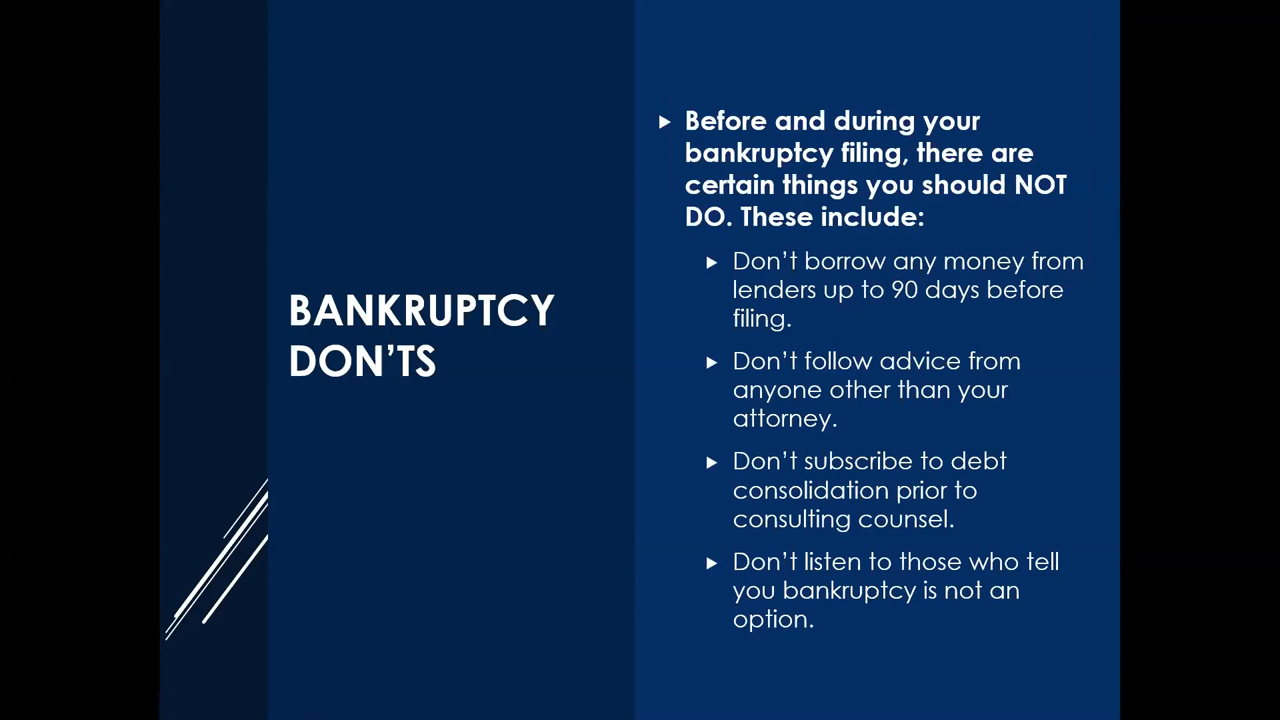 BANKRUPTCY
DON’TS
Before and during your
bankruptcy filing, there are
certain things you should NOT
DO. These include:
Don’t borrow any money from
lenders up to 90 days before
filing.
Don’t follow advice from
anyone other than your
attorney.
Don’t subscribe to debt
consolidation prior to
consulting counsel.
Don’t listen to those who tell
you bankruptcy is not an
option.